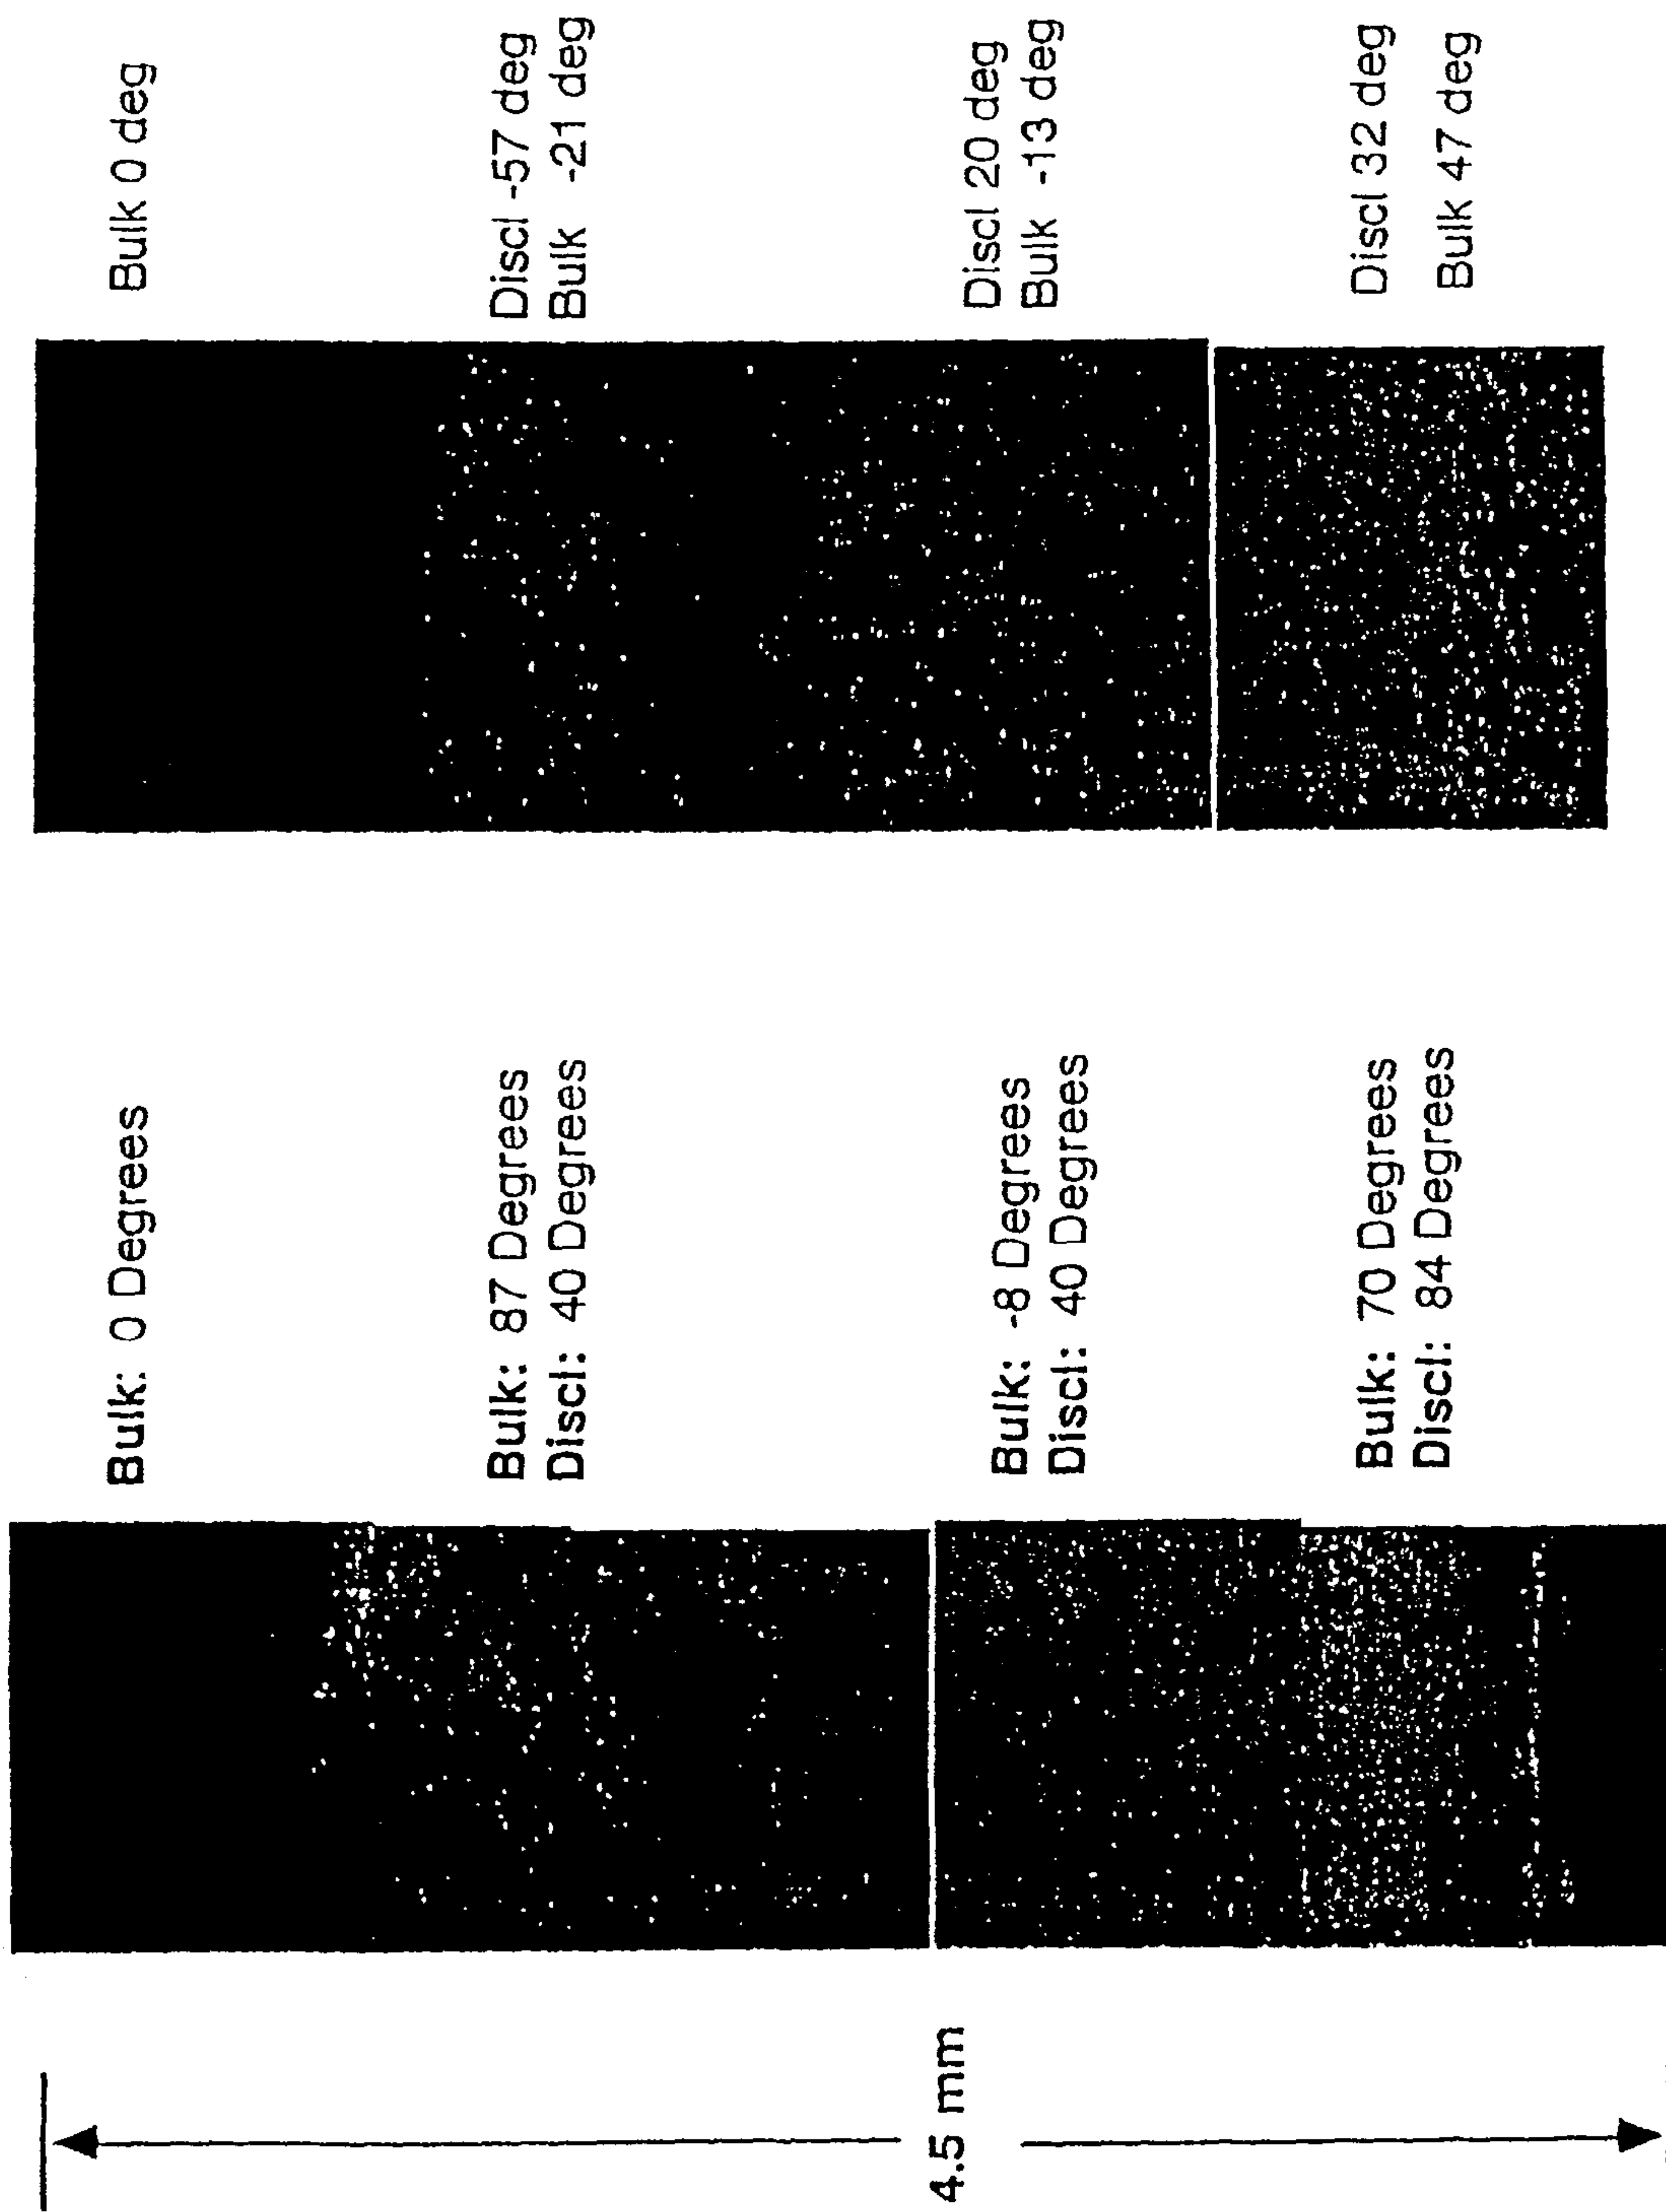 Bulk 0 deg
Discl -57 deg
Bulk -21 deg
Discl 20 deg
Bulk -13 deg
Discl 32 deg
Bulk 47 deg
Bulk: 0 Degrees
Bulk: 87 Degrees
Discl: 40 Degrees
Bulk: -8 Degrees
Discl: 40 Degrees
Bulk: 70 Degrees
Discl: 84 Degrees
4.5 mm